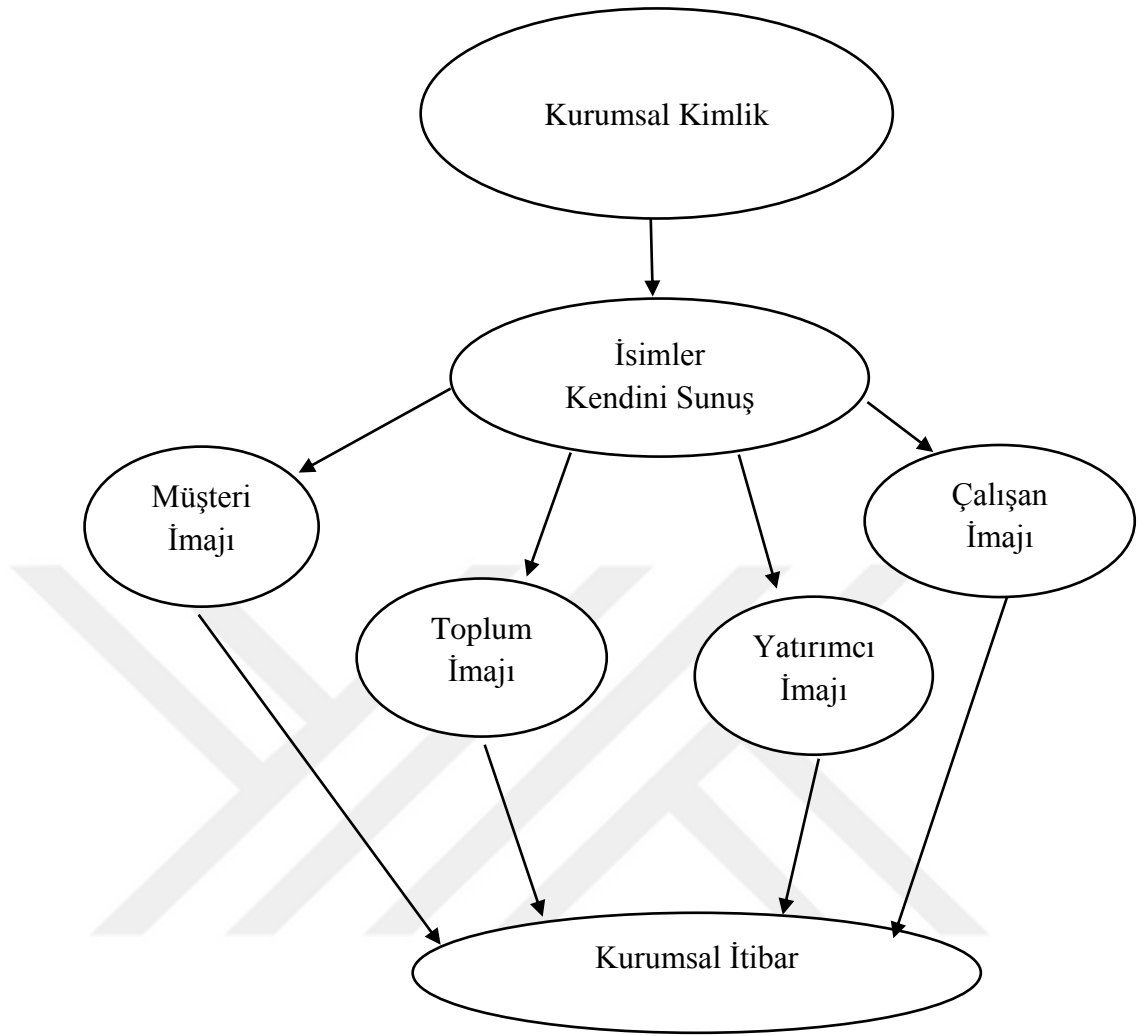 Kurumsal Kimlik
İsimler
Kendini Sunuş
Müşteri
İmajı
Çalışan
İmajı
Toplum
İmajı
Yatırımcı
İmajı
Kurumsal İtibar